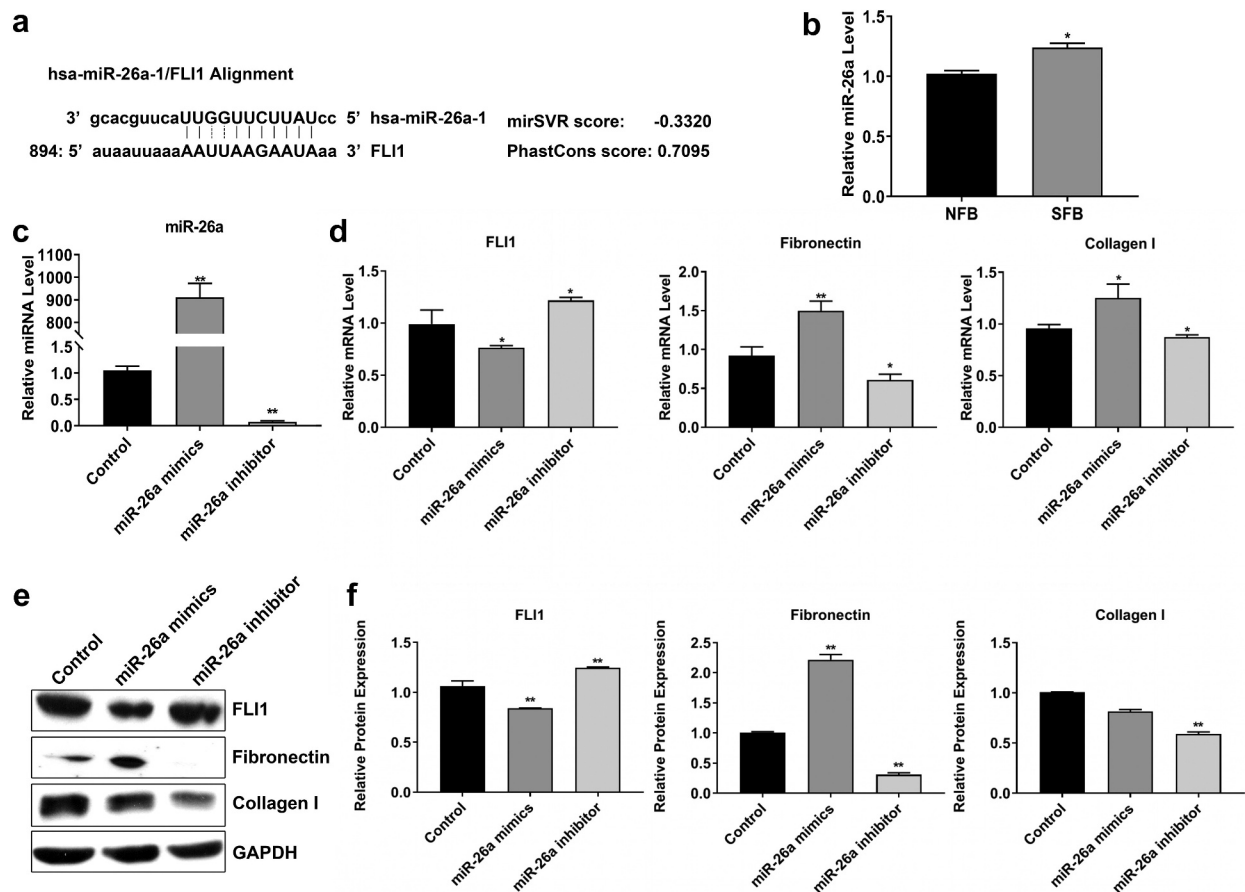 a
hsa-miR-26a-1/FLI1 Alignment
3’ gcacguucaUUGGUUCUUAUcc 5’ hsa-miR-26a-1
894: 5’ auaauuaaaAAUUAAGAAUAaa 3’ FLI1
mirSVR score: -0.3320
PhastCons score: 0.7095
b
Relative miR-26a Level
1.5
1.0
0.5
0.0
*
NFB
SFB
c
miR-26a
Relative miRNA Level
1100
1000
900
800
1.5
1.0
0.5
0.0
**
**
Control
miR-26a mimics
miR-26a inhibitor
d
FLI1
Relative mRNA Level
1.5
1.0
0.5
0.0
*
*
Control
miR-26a mimics
miR-26a inhibitor
Fibronectin
Relative mRNA Level
2.0
1.5
1.0
0.5
0.0
**
*
Control
miR-26a mimics
miR-26a inhibitor
Collagen I
Relative mRNA Level
1.5
1.0
0.5
0.0
*
*
Control
miR-26a mimics
miR-26a inhibitor
e
Control
miR-26a mimics
miR-26a inhibitor
FLI1
Fibronectin
Collagen I
GAPDH
f
FLI1
Relative Protein Expression
1.5
1.0
0.5
0.0
**
**
Control
miR-26a mimics
miR-26a inhibitor
Fibronectin
Relative Protein Expression
2.5
2.0
1.5
1.0
0.5
0.0
**
**
Control
miR-26a mimics
miR-26a inhibitor
Collagen I
Relative Protein Expression
1.5
1.0
0.5
0.0
**
Control
miR-26a mimics
miR-26a inhibitor